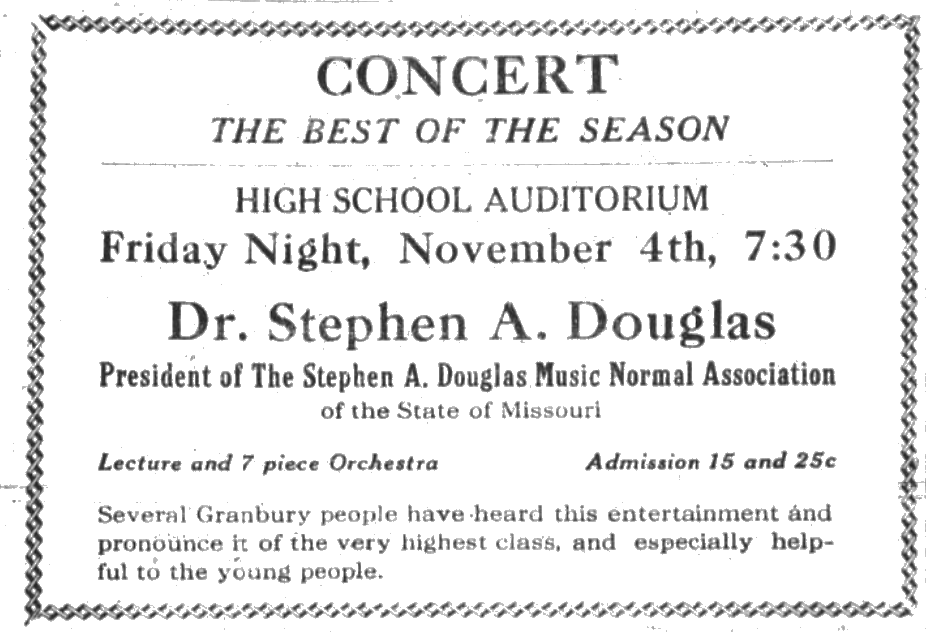 CONCERT
THE BEST OF THE SEASON
HIGH SCHOOL AUDITORIUM
Friday Night, November 4th, 7:30
Dr. Stephen A. Douglas
President of The Stephen A. Douglas Music Normal Association
of the State of Missouri
Lecture and 7 piece Orchestra Admission 15 and 25c
Several Granbury people have heard this entertainment and
pronounce it of the very highest class, and especially help-
ful to the young people.